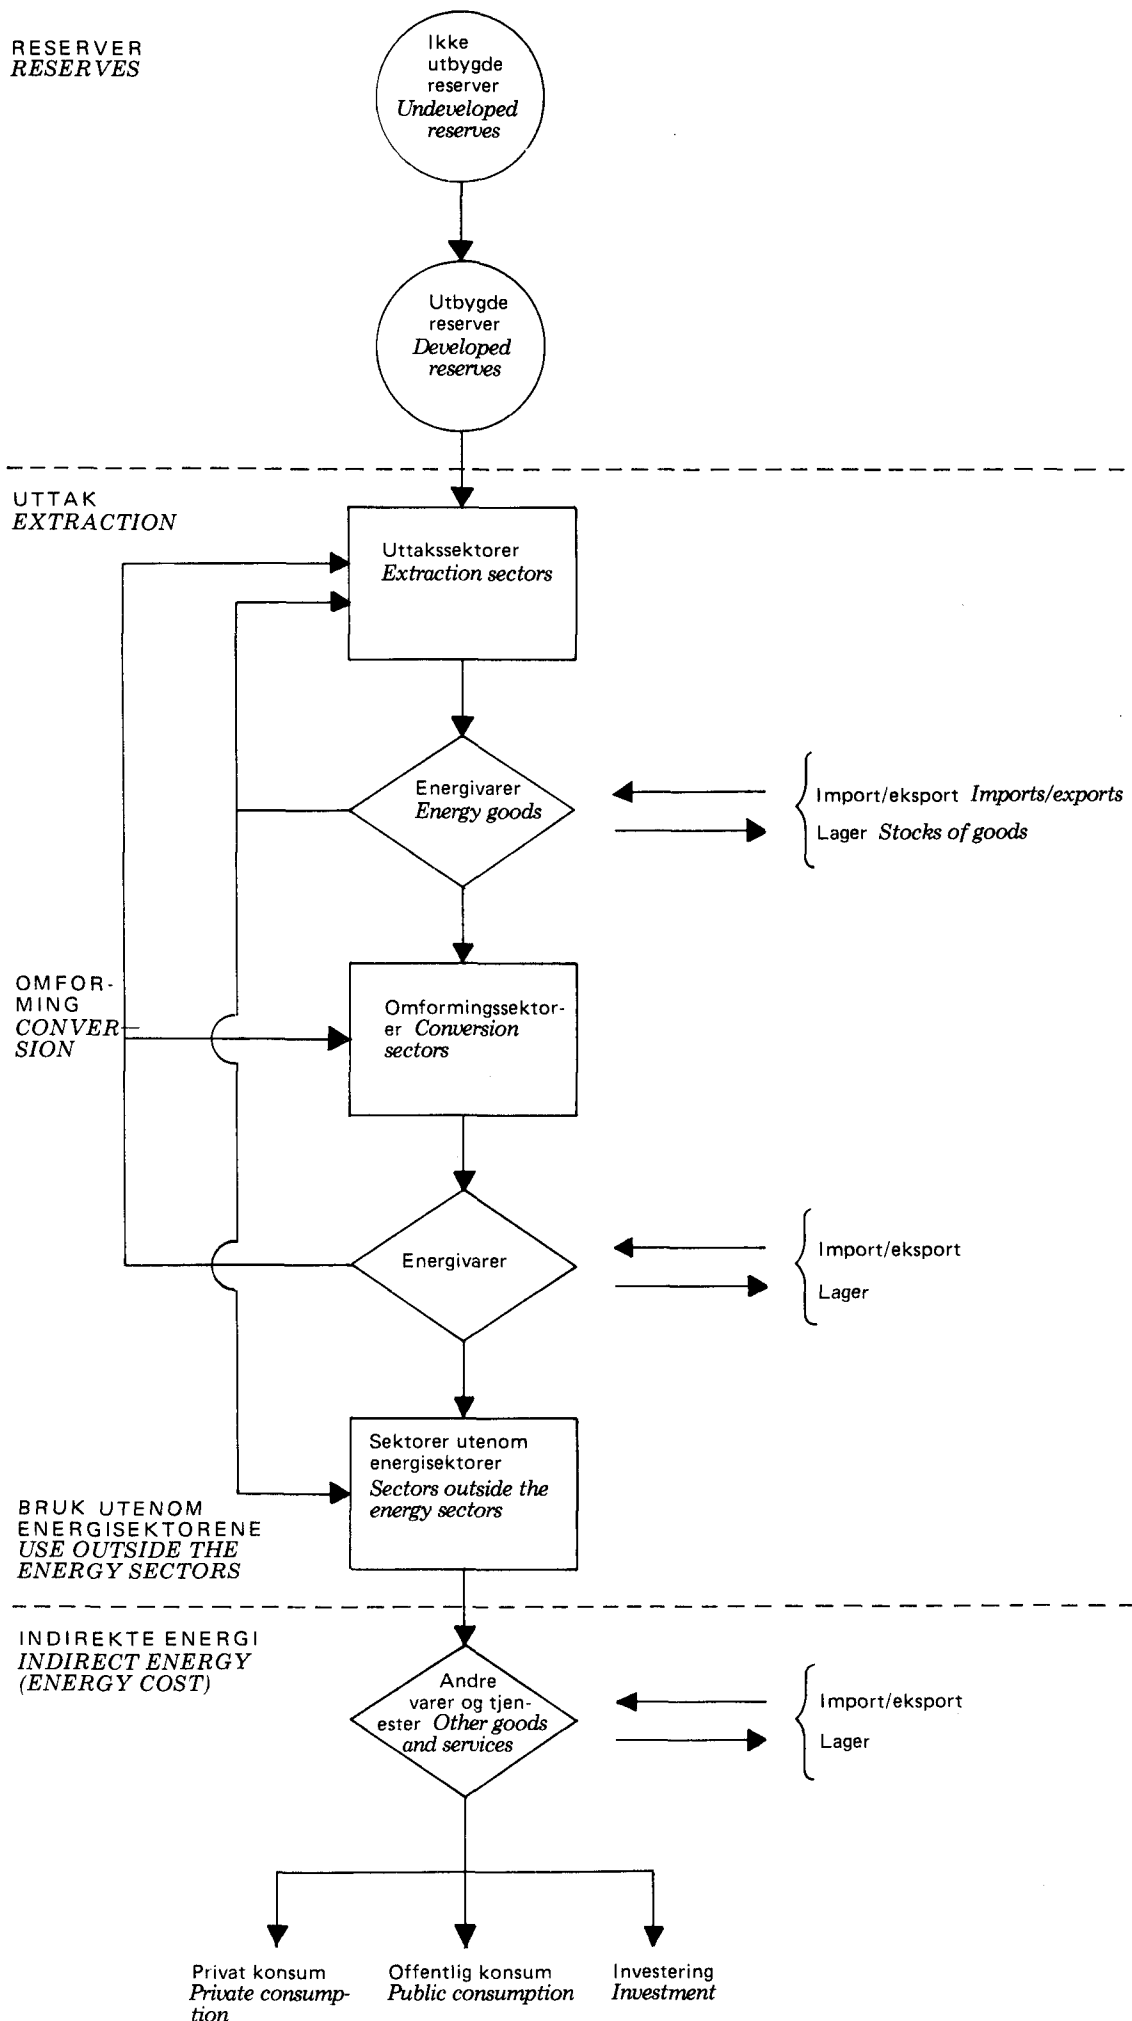 RESERVER
RESERVES
Ikke
utbygde
reserver
Undeveloped
reserves
Utbygde
reserver
Developed
reserves
UTTAK
EXTRACTION
Uttakssektorer
Extraction sectors
Energivarer
Energy goods
Import/eksport Imports/exports
Lager Stocks of goods
OMFOR-
MING
CONVER-
SION
Omformingssektor-
er Conversion
sectors
Energivarer
Import/eksport
Lager
Sektorer utenom
energisektorer
Sectors outside the
energy sectors
BRUK UTENOM
ENERGISEKTORENE
USE OUTSIDE THE
ENERGY SECTORS
INDIREKTE ENERGI
INDIRECT ENERGY
(ENERGY COST)
Andre
varer og tjen-
ester Other goods
and services
Import/eksport
Lager
Privat konsum
Private consump-
tion
Offentlig konsum
Public consumption
Investering
Investment